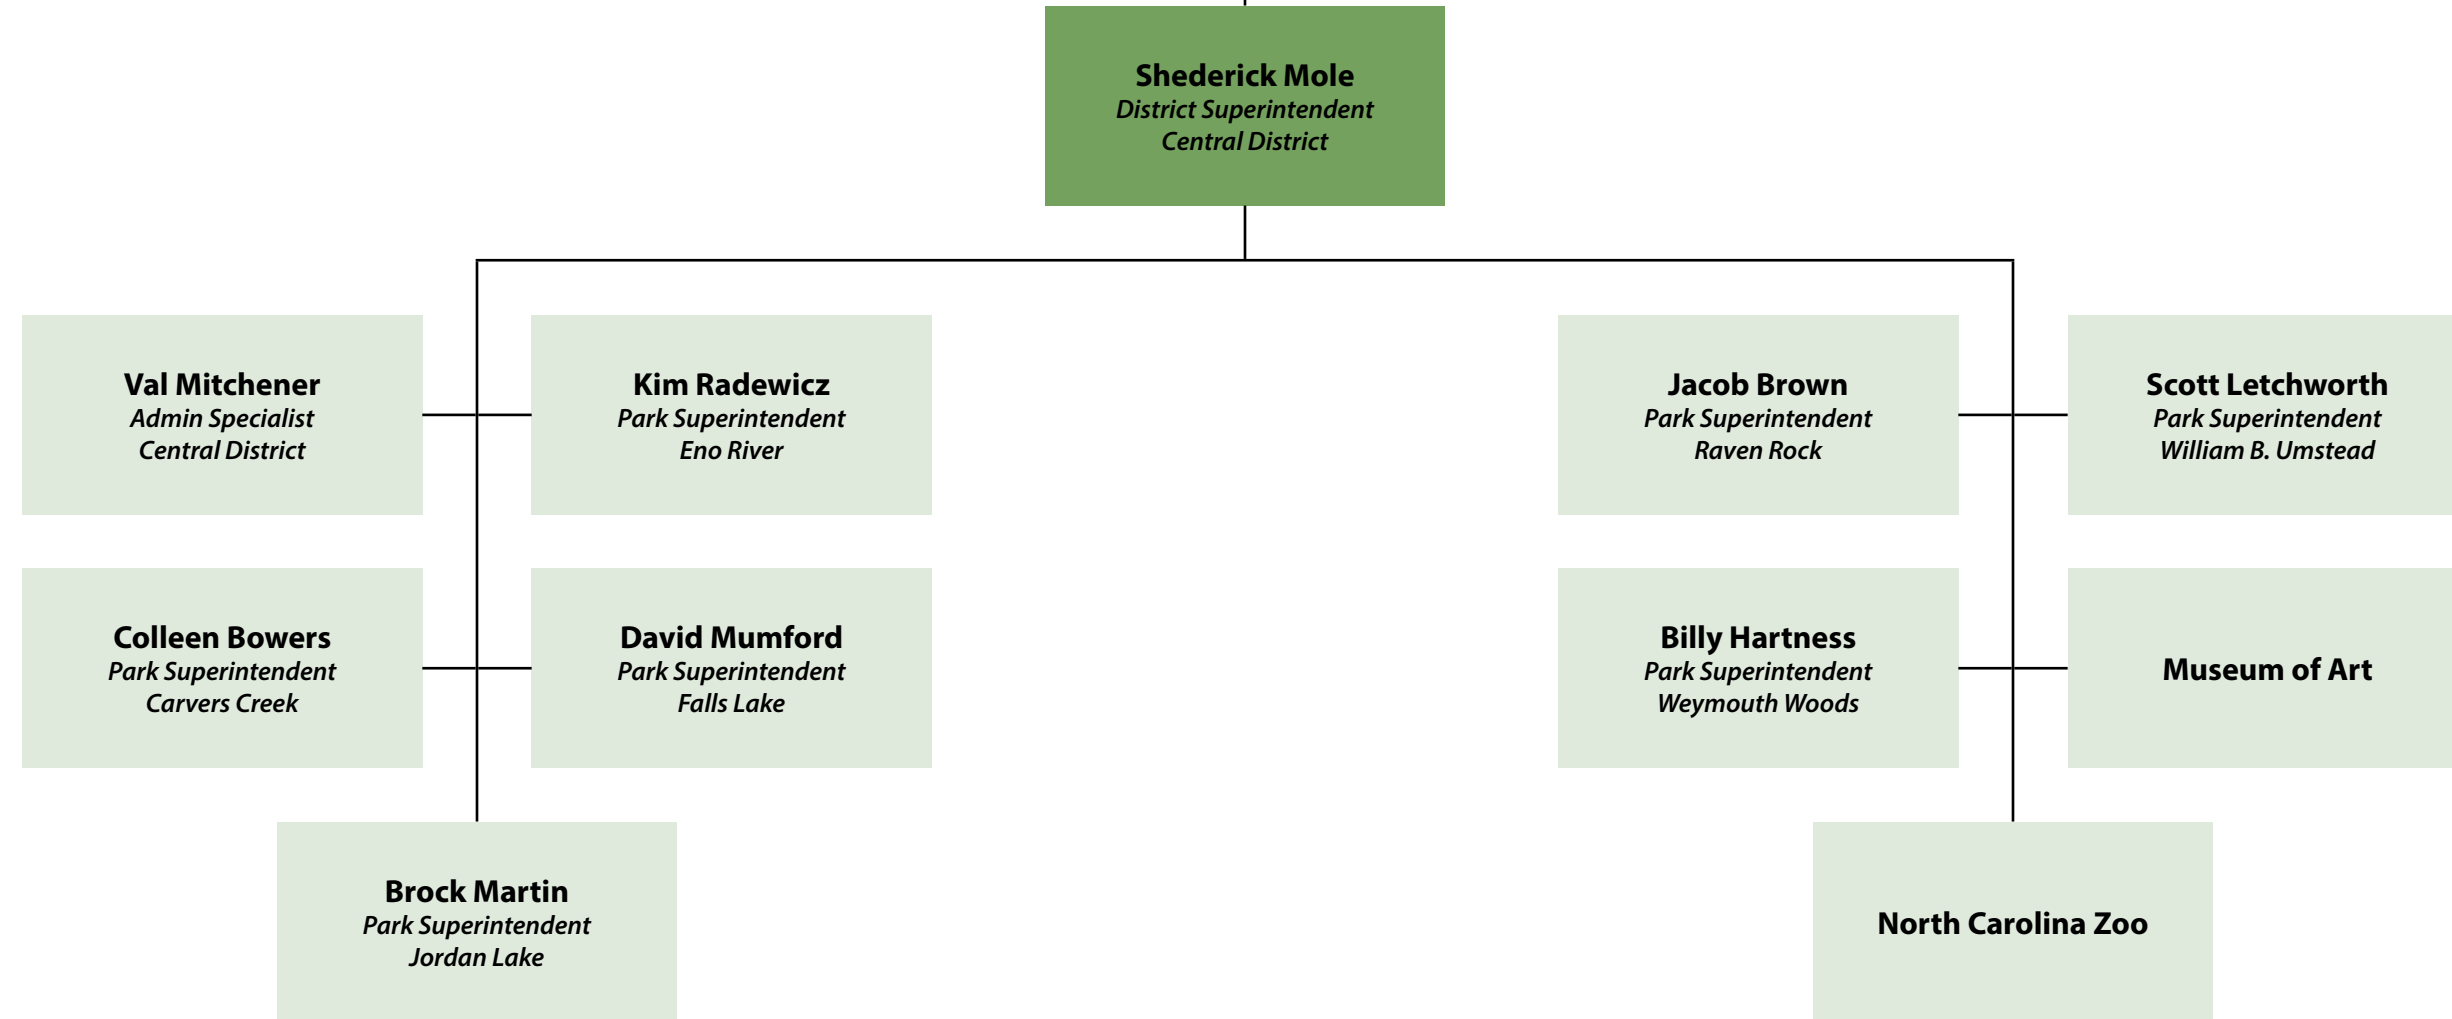 Shederick Mole
District Superintendent
Central District
Val Mitchener
Admin Specialist
Central District
Kim Radewicz
Park Superintendent
Eno River
Jacob Brown
Park Superintendent
Raven Rock
Scott Letchworth
Park Superintendent
William B. Umstead
Colleen Bowers
Park Superintendent
Carvers Creek
David Mumford
Park Superintendent
Falls Lake
Billy Hartness
Park Superintendent
Weymouth Woods
Museum of Art
Brock Martin
Park Superintendent
Jordan Lake
North Carolina Zoo